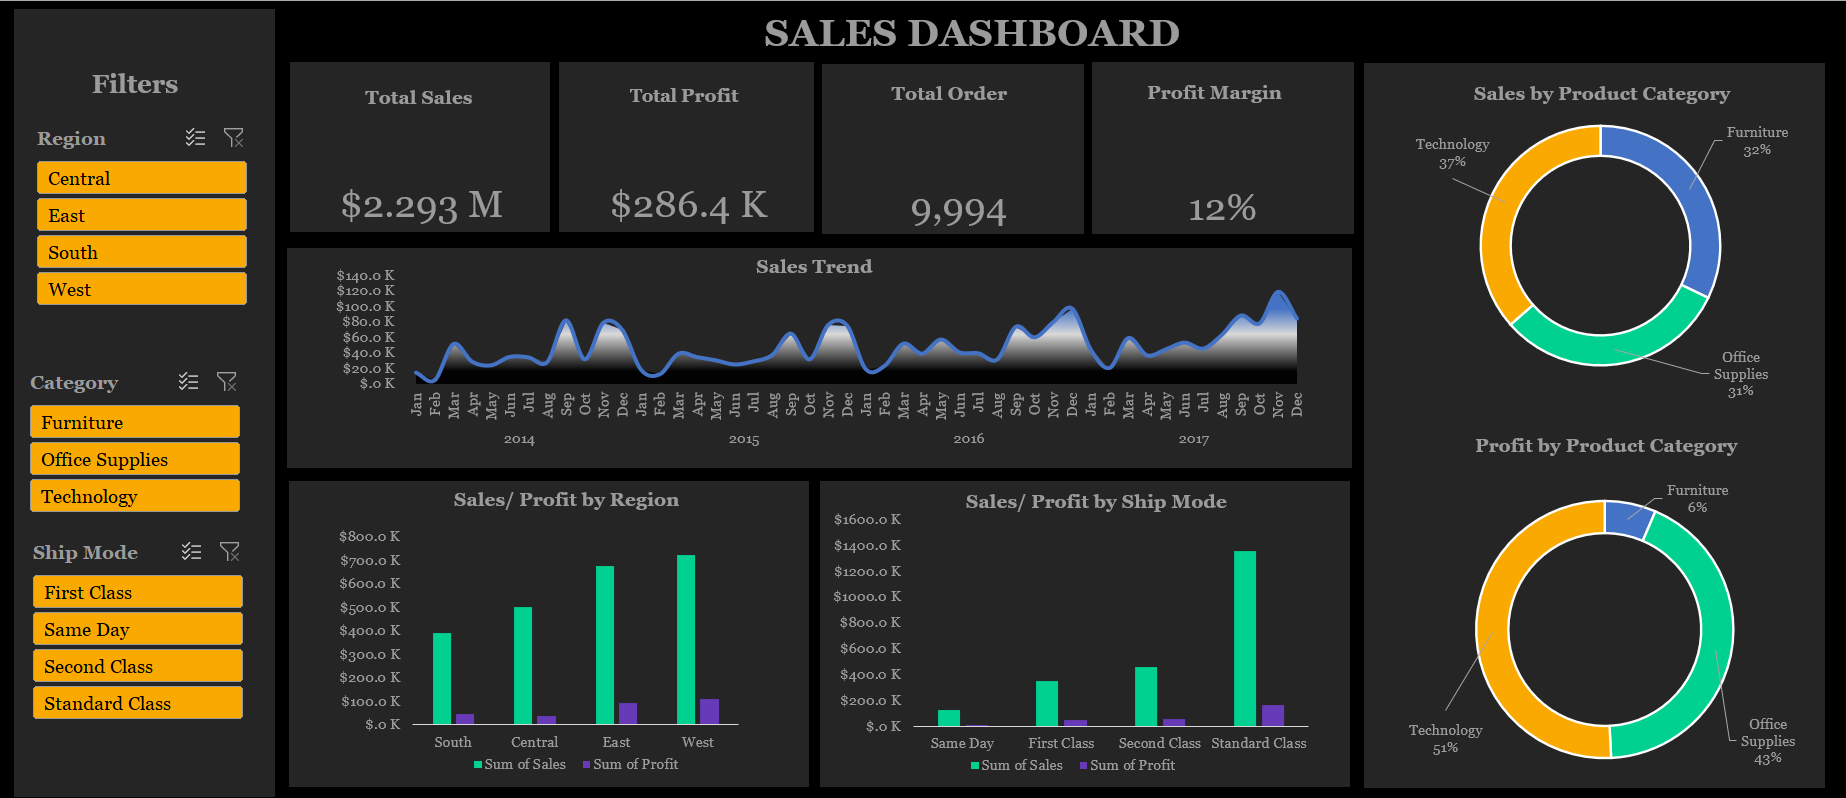 SALES DASHBOARD
Filters
Region
Central
East
South
West
Category
Furniture
Office Supplies
Technology
Ship Mode
First Class
Same Day
Second Class
Standard Class
Total Sales
$2.293 M
Total Profit
$286.4 K
Total Order
9,994
Profit Margin
12%
Sales Trend
$140.0 K
$120.0 K
$100.0 K
$80.0 K
$60.0 K
$40.0 K
$20.0 K
$.0 K
Jan Feb Mar Apr May Jun Jul Aug Sep Oct Nov Dec Jan Feb Mar Apr May Jun Jul Aug Sep Oct Nov Dec Jan Feb Mar Apr May Jun Jul Aug Sep Oct Nov Dec Jan Feb Mar Apr May Jun Jul Aug Sep Oct Nov Dec
2014 2015 2016 2017
Sales/ Profit by Region
$800.0 K
$700.0 K
$600.0 K
$500.0 K
$400.0 K
$300.0 K
$200.0 K
$100.0 K
$.0 K
South Central East West
Sum of Sales Sum of Profit
Sales/ Profit by Ship Mode
$1600.0 K
$1400.0 K
$1200.0 K
$1000.0 K
$800.0 K
$600.0 K
$400.0 K
$200.0 K
$.0 K
Same Day First Class Second Class Standard Class
Sum of Sales Sum of Profit
Sales by Product Category
Technology
37%
Furniture
32%
Office
Supplies
31%
Profit by Product Category
Furniture
6%
Technology
51%
Office
Supplies
43%